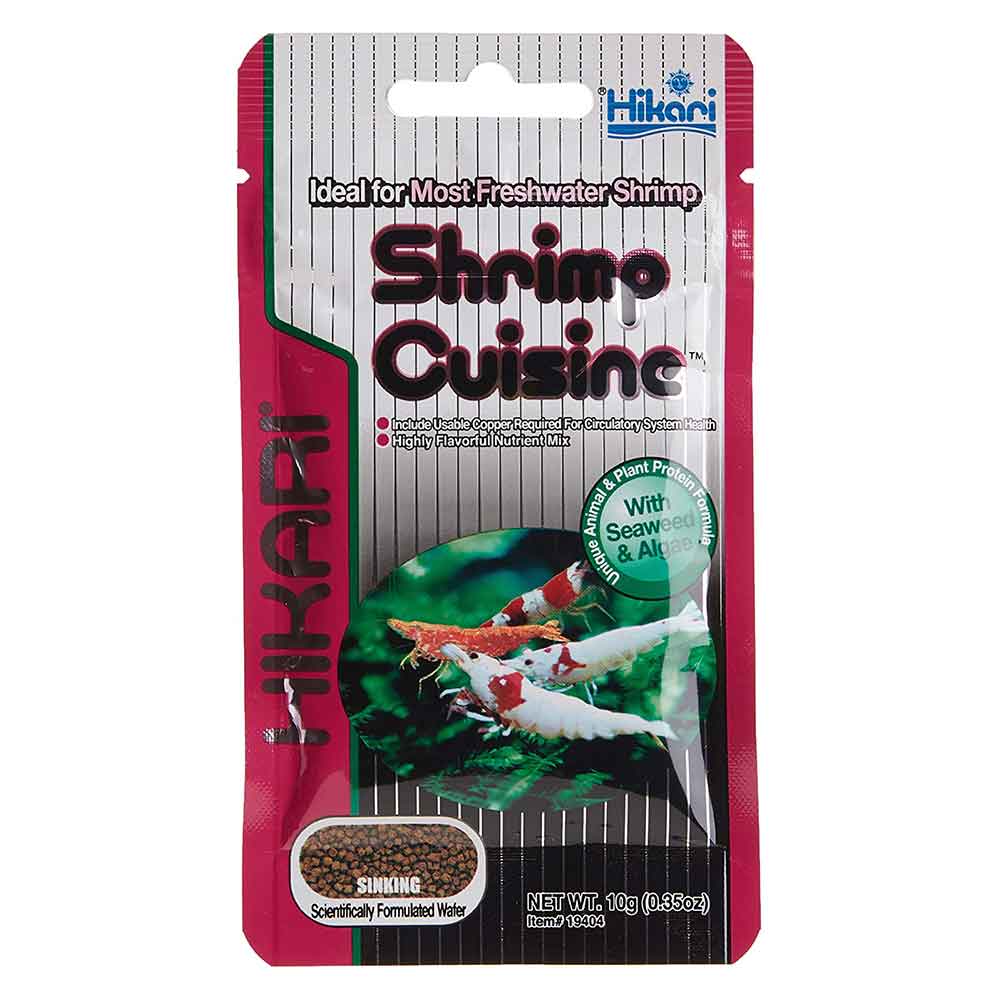 Hikari®
Ideal for Most Freshwater Shrimp
Shrimp
Cuisine™
Include Usable Copper Required For Circulatory System Health
Highly Flavorful Nutrient Mix
Unique Animal & Plant Protein Formula
With
Seaweed
& Algae
HIKARI®
SINKING
Scientifically Formulated Wafer
NET WT. 10g (0.35oz)
Item# 19404